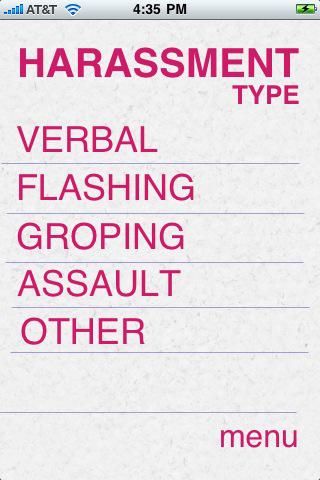 AT&T 4:35 PM
HARASSMENT
TYPE
VERBAL
FLASHING
GROPING
ASSAULT
OTHER
menu